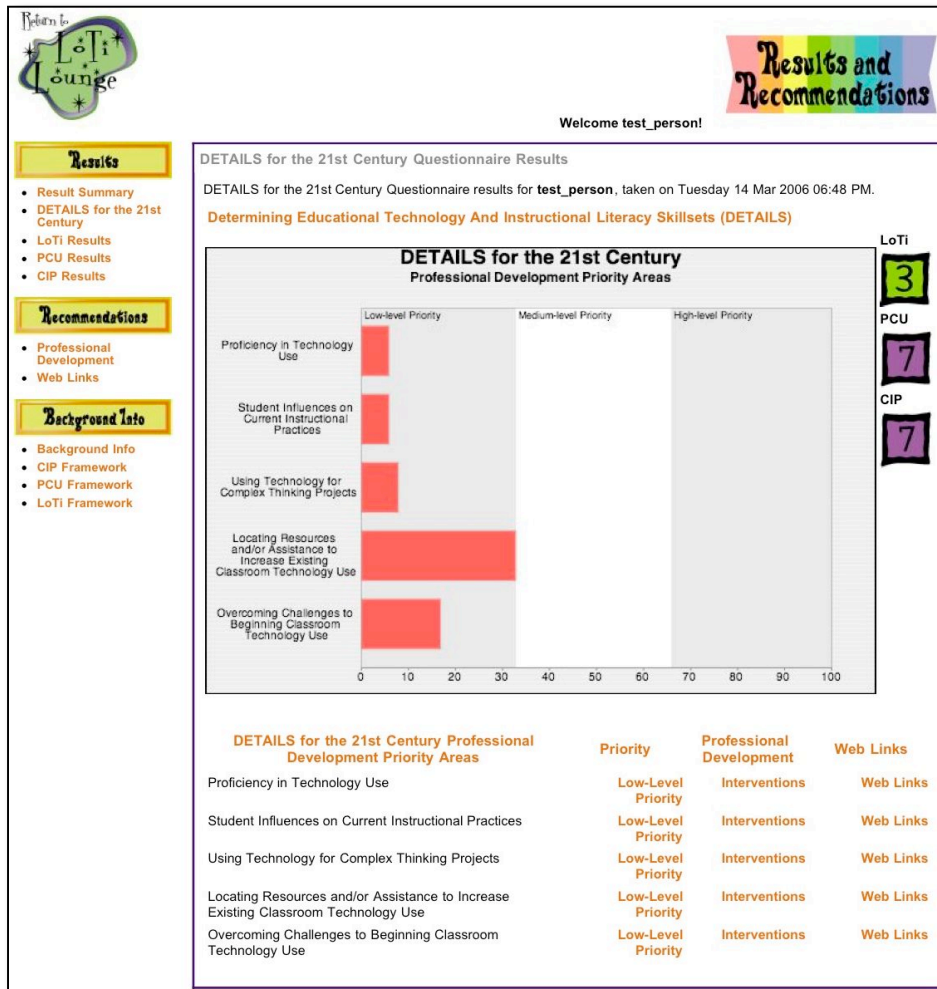 Return to
LoTi
Lounge
Results and
Recommendations
Welcome test_person!
Results
Result Summary
DETAILS for the 21st
Century
LoTi Results
PCU Results
CIP Results
Recommendations
Professional
Development
Web Links
Background Info
Background Info
CIP Framework
PCU Framework
LoTi Framework
DETAILS for the 21st Century Questionnaire Results
DETAILS for the 21st Century Questionnaire results for test_person, taken on Tuesday 14 Mar 2006 06:48 PM.
Determining Educational Technology And Instructional Literacy Skillsets (DETAILS)
DETAILS for the 21st Century
Professional Development Priority Areas
Low-level Priority Medium-level Priority High-level Priority
Proficiency in Technology
Use
Student Influences on
Current Instructional
Practices
Using Technology for
Complex Thinking Projects
Locating Resources
and/or Assistance to
Increase Existing
Classroom Technology Use
Overcoming Challenges to
Beginning Classroom
Technology Use
0 10 20 30 40 50 60 70 80 90 100
LoTi
3
PCU
7
CIP
7
DETAILS for the 21st Century Professional
Development Priority Areas
Priority
Professional
Development
Web Links
Proficiency in Technology Use
Low-Level
Priority
Interventions
Web Links
Student Influences on Current Instructional Practices
Low-Level
Priority
Interventions
Web Links
Using Technology for Complex Thinking Projects
Low-Level
Priority
Interventions
Web Links
Locating Resources and/or Assistance to Increase
Existing Classroom Technology Use
Low-Level
Priority
Interventions
Web Links
Overcoming Challenges to Beginning Classroom
Technology Use
Low-Level
Priority
Interventions
Web Links